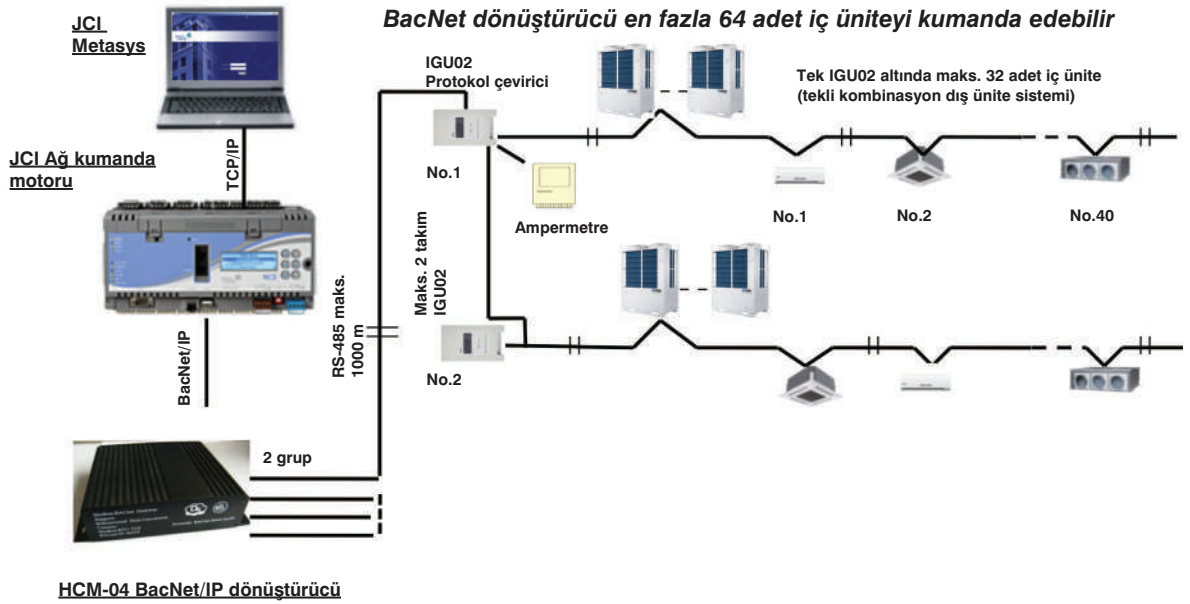 BacNet dönüştürücü en fazla 64 adet iç üniteyi kumanda edebilir
JCI
Metasys
IGU02
Protokol çevirici
Tek IGU02 altında maks. 32 adet iç ünite
(tekli kombinasyon dış ünite sistemi)
JCI Ağ kumanda
motoru
TCP/IP
No.1
Ampermetre
No.1
No.2
No.40
Maks. 2 takım
IGU02
RS-485 maks.
1000 m
BacNet/IP
No.2
2 grup
HCM-04 BacNet/IP dönüştürücü